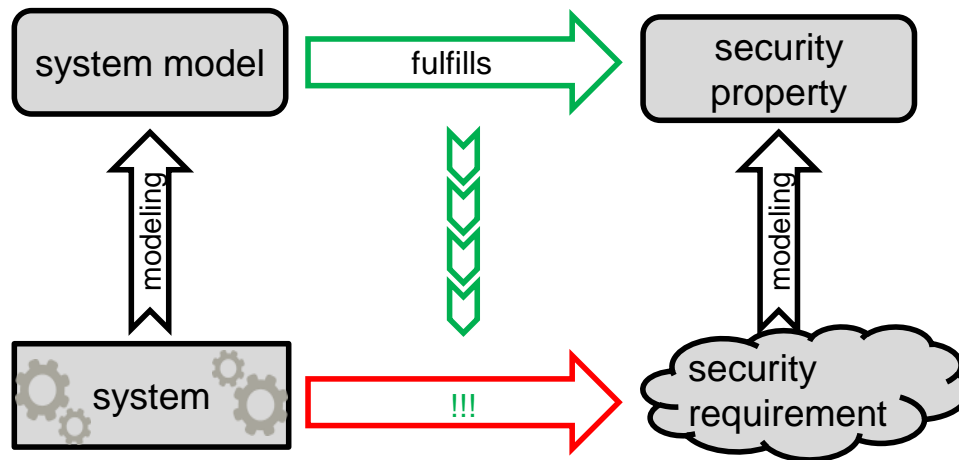 system model
fulfills
security
property
modeling
modeling
system
!!!
security
requirement